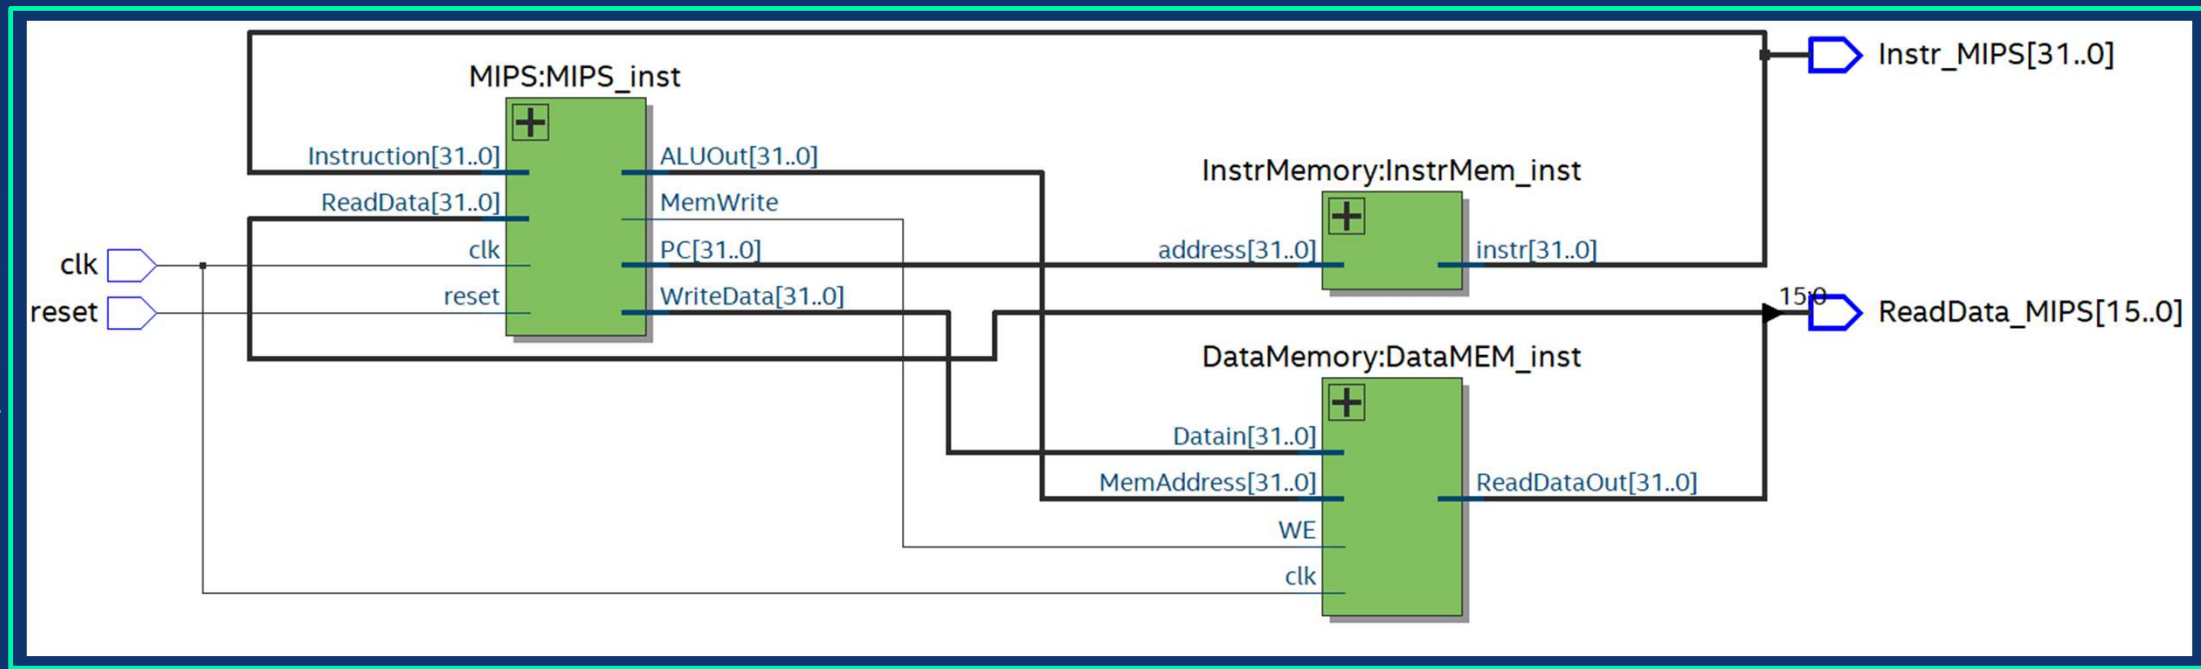 Instr_MIPS[31..0]
MIPS:MIPS_inst
Instruction[31..0]
ALUOut[31..0]
InstrMemory:InstrMem_inst
ReadData[31..0]
MemWrite
clk
clk
PC[31..0]
address[31..0]
instr[31..0]
reset
reset
WriteData[31..0]
15:0
ReadData_MIPS[15..0]
DataMemory:DataMEM_inst
Datain[31..0]
MemAddress[31..0]
ReadDataOut[31..0]
WE
clk